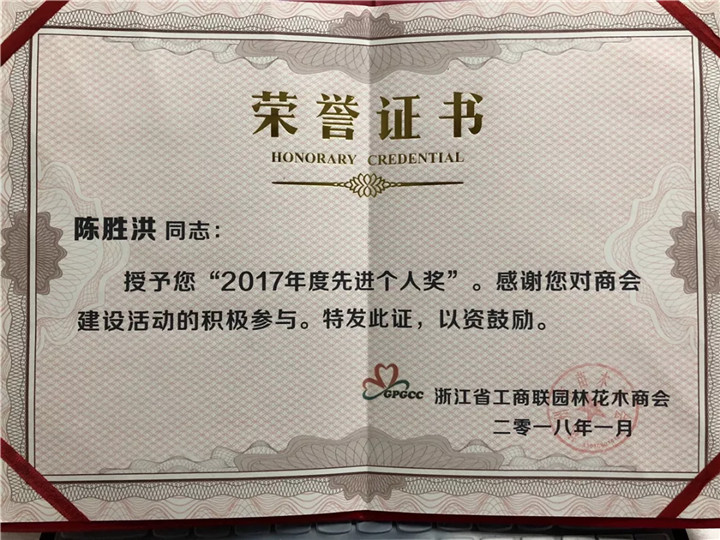 荣誉证书
HONORARY CREDENTIAL
陈胜洪 同志：
授予您“2017年度先进个人奖”。感谢您对商会
建设活动的积极参与。特发此证，以资鼓励。
GPGCC 浙江省工商联园林花木商会
二零一八年一月